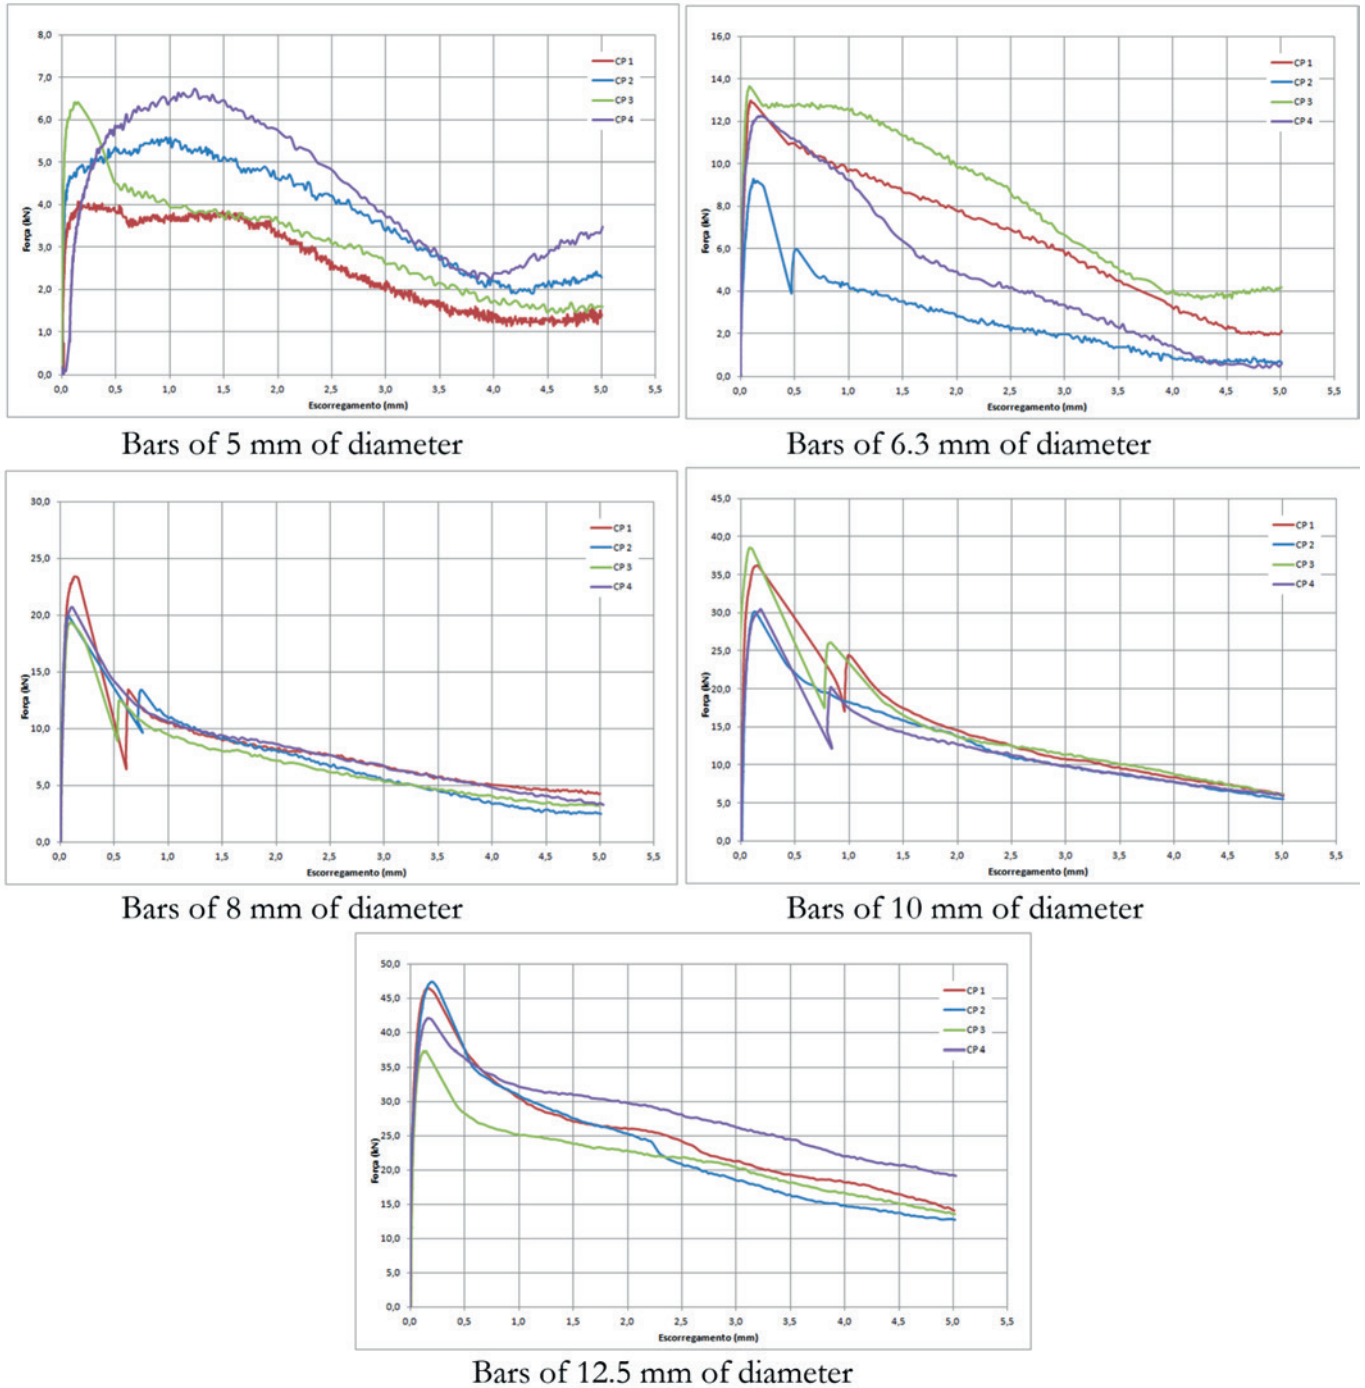 8,0
7,0
6,0
5,0
4,0
3,0
2,0
1,0
0,0
Força (kN)
0,0 0,5 1,0 1,5 2,0 2,5 3,0 3,5 4,0 4,5 5,0 5,5
Escorregamento (mm)
CP 1
CP 2
CP 3
CP 4
Bars of 5 mm of diameter
16,0
14,0
12,0
10,0
8,0
6,0
4,0
2,0
0,0
Força (kN)
0,0 0,5 1,0 1,5 2,0 2,5 3,0 3,5 4,0 4,5 5,0 5,5
Escorregamento (mm)
CP 1
CP 2
CP 3
CP 4
Bars of 6.3 mm of diameter
30,0
25,0
20,0
15,0
10,0
5,0
0,0
Força (kN)
0,0 0,5 1,0 1,5 2,0 2,5 3,0 3,5 4,0 4,5 5,0 5,5
Escorregamento (mm)
CP 1
CP 2
CP 3
CP 4
Bars of 8 mm of diameter
45,0
40,0
35,0
30,0
25,0
20,0
15,0
10,0
5,0
0,0
Força (kN)
0,0 0,5 1,0 1,5 2,0 2,5 3,0 3,5 4,0 4,5 5,0 5,5
Escorregamento (mm)
CP 1
CP 2
CP 3
CP 4
Bars of 10 mm of diameter
50,0
45,0
40,0
35,0
30,0
25,0
20,0
15,0
10,0
5,0
0,0
Força (kN)
0,0 0,5 1,0 1,5 2,0 2,5 3,0 3,5 4,0 4,5 5,0 5,5
Escorregamento (mm)
CP 1
CP 2
CP 3
CP 4
Bars of 12.5 mm of diameter